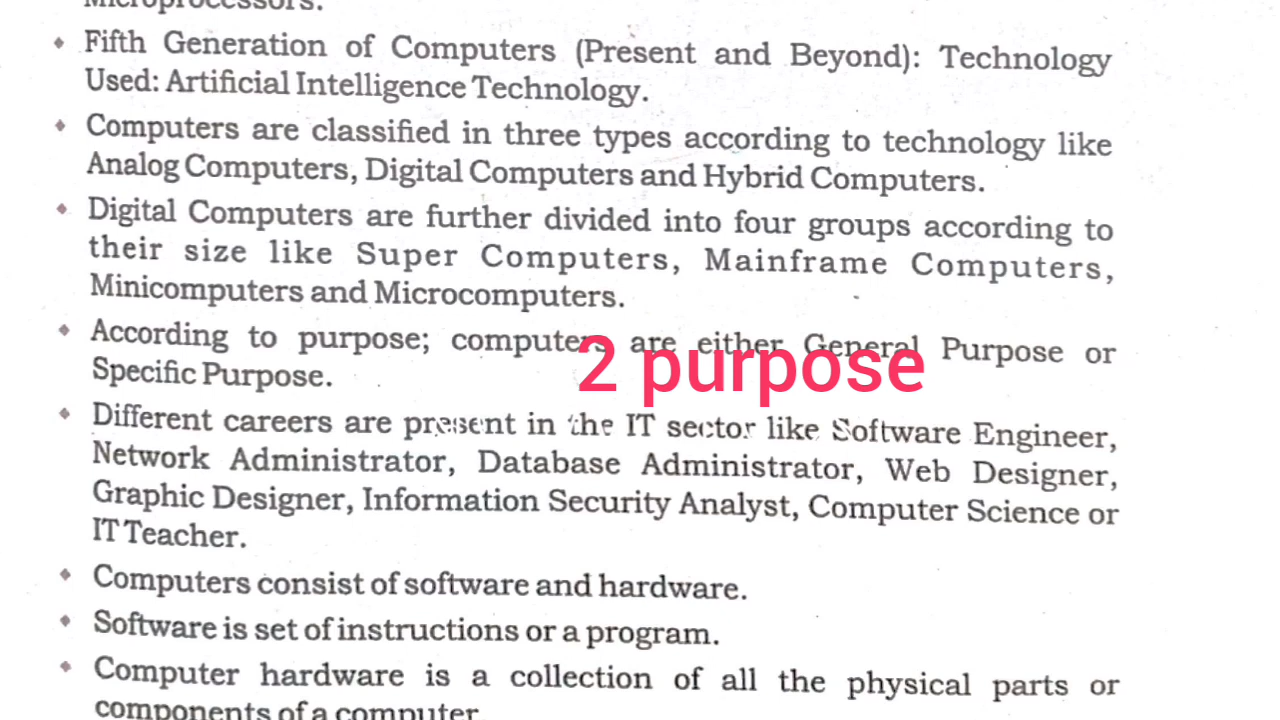 Microprocessors.
• Fifth Generation of Computers (Present and Beyond): Technology
Used: Artificial Intelligence Technology.
• Computers are classified in three types according to technology like
Analog Computers, Digital Computers and Hybrid Computers.
• Digital Computers are further divided into four groups according to
their size like Super Computers, Mainframe Computers,
Minicomputers and Microcomputers.
• According to purpose; computers are either General Purpose or
2 purpose
Specific Purpose.
• Different careers are present in the IT sector like Software Engineer,
Network Administrator, Database Administrator, Web Designer,
Graphic Designer, Information Security Analyst, Computer Science or
IT Teacher.
• Computers consist of software and hardware.
• Software is set of instructions or a program.
• Computer hardware is a collection of all the physical parts or
components of a computer.